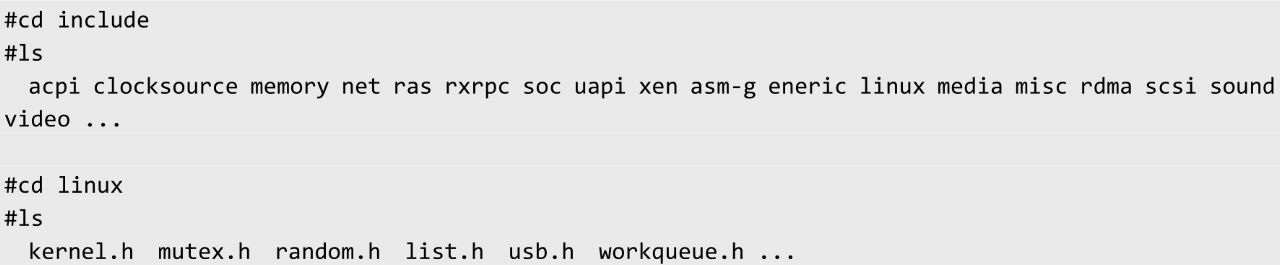 #cd include
#ls
acpi clocksource memory net ras rxrpc soc uapi xen asm-g eneric linux media misc rdma scsi sound
video ...
#cd linux
#ls
kernel.h mutex.h random.h list.h usb.h workqueue.h ...